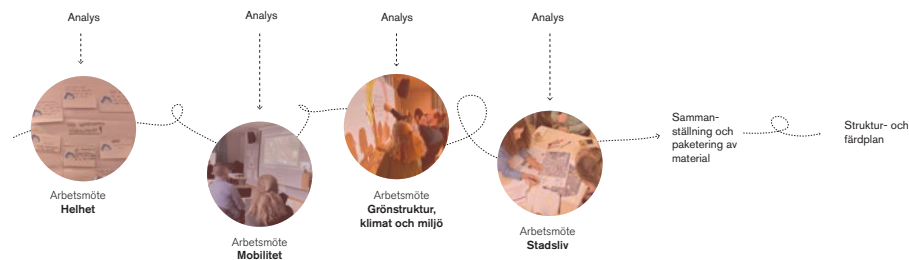 Analys
Analys
Analys
Analys
Arbetsmöte
Helhet
Arbetsmöte
Mobilitet
Arbetsmöte
Grönstruktur,
klimat och miljö
Arbetsmöte
Stadsliv
Samman-
ställning och
paketering av
material
Struktur- och
färdplan